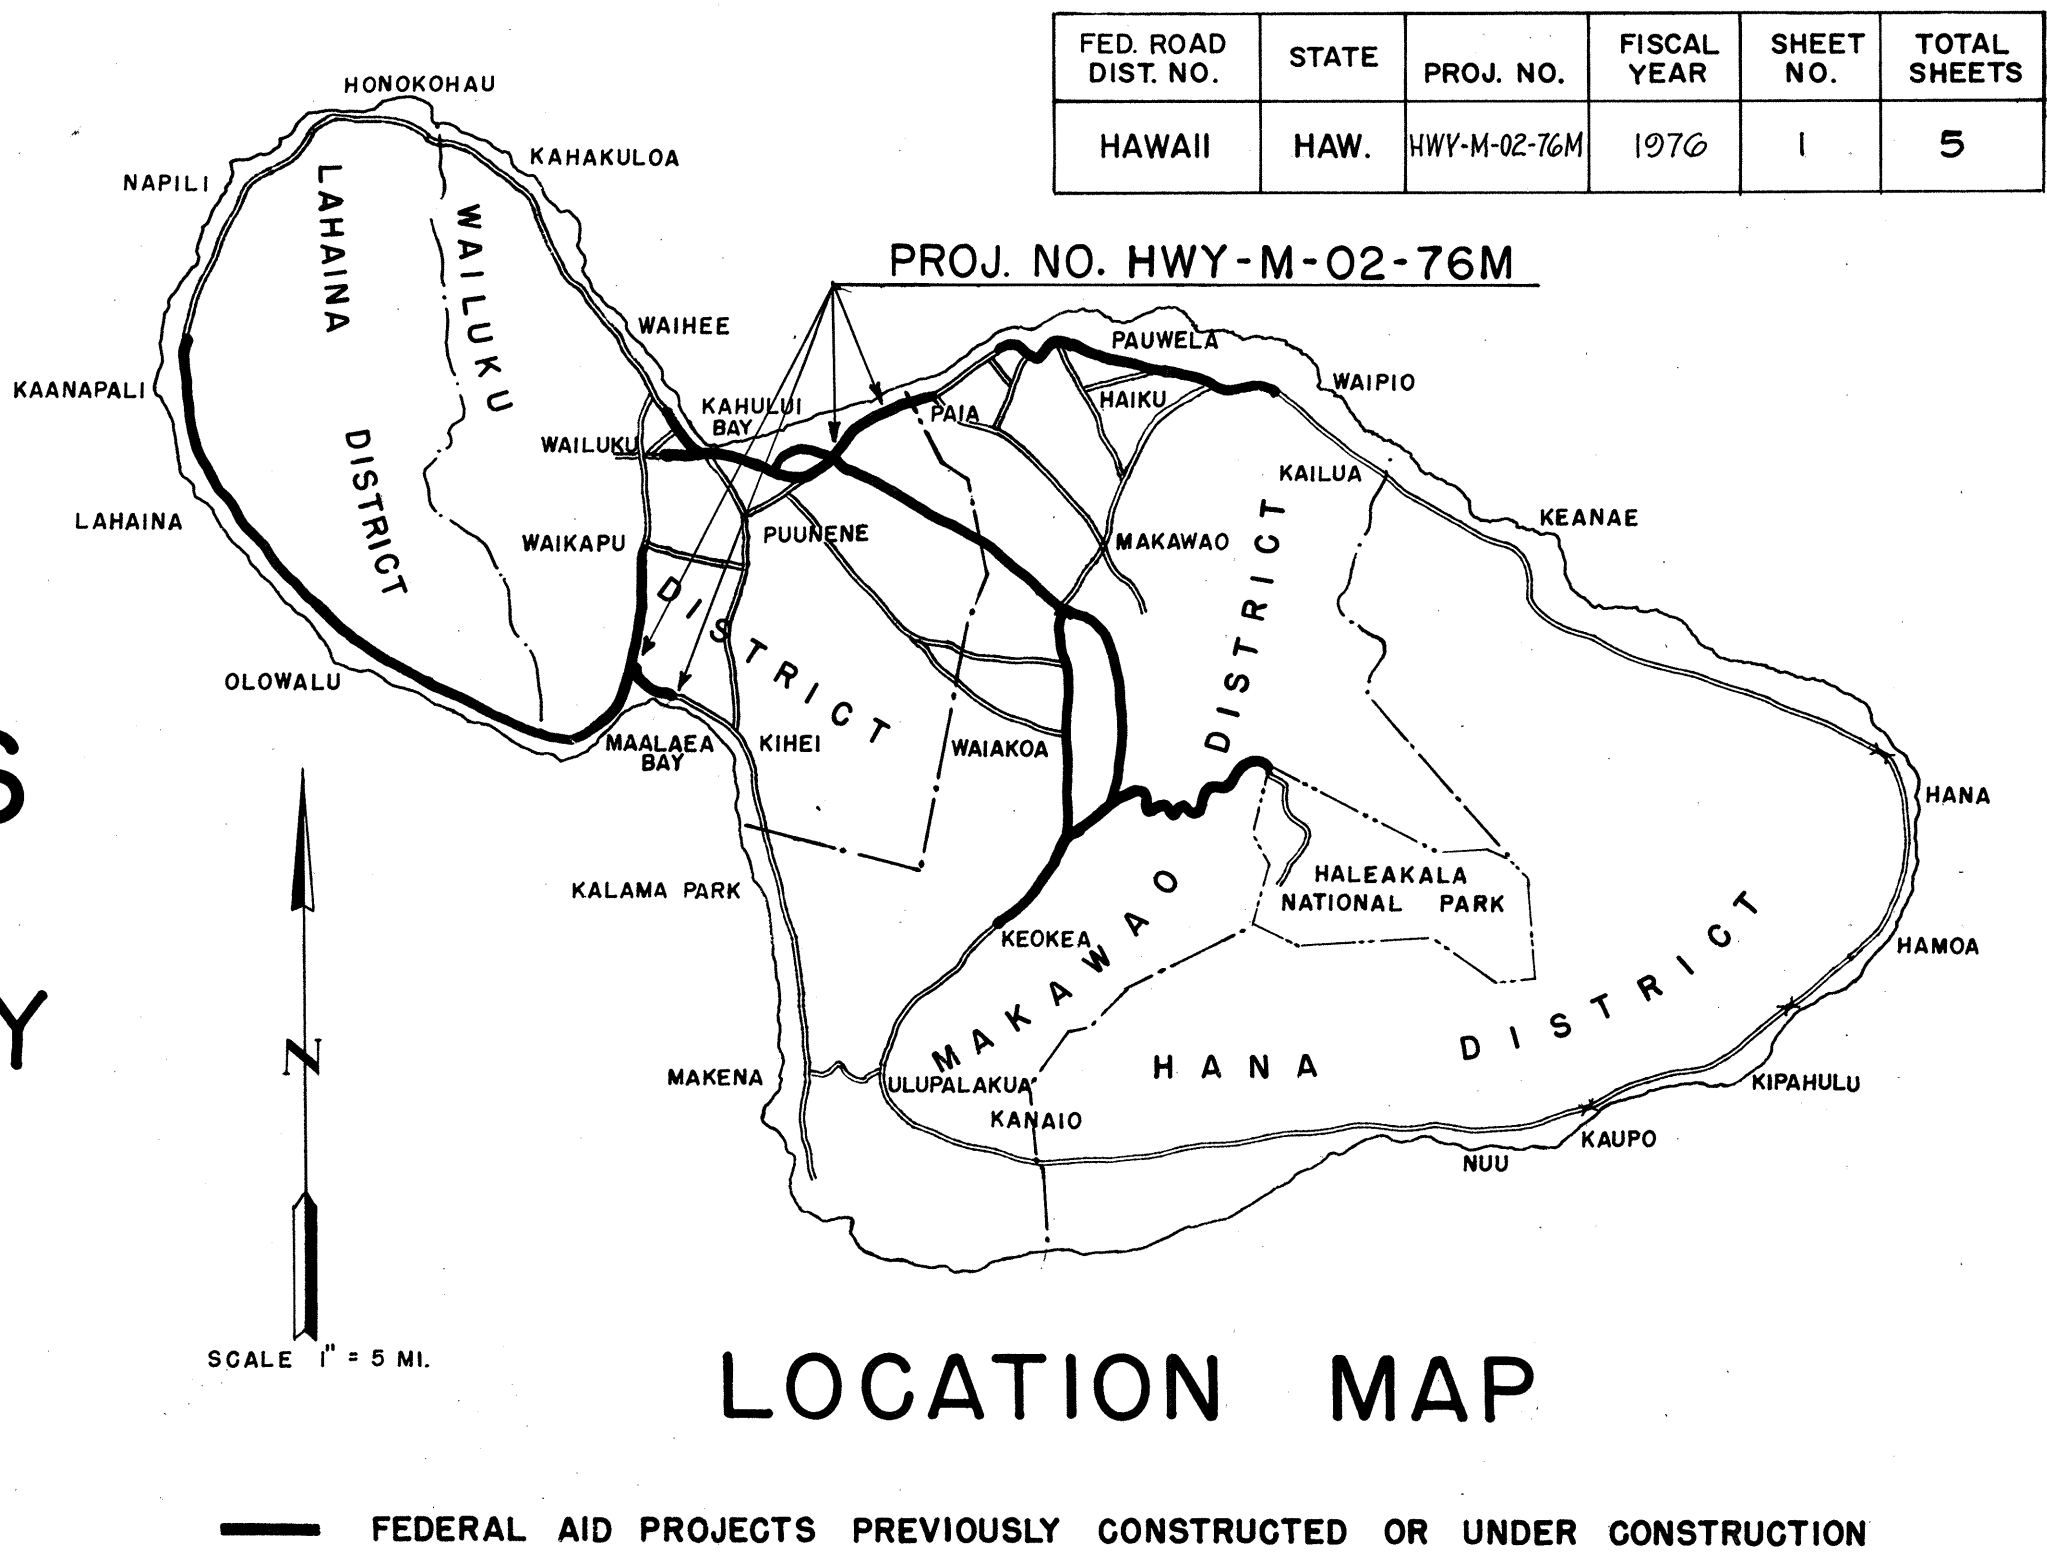 FED. ROAD DIST. NO.
STATE
PROJ. NO.
FISCAL YEAR
SHEET NO.
TOTAL SHEETS
HAWAII
HAW.
HWY-M-02-76M
1976
1
5
PROJ. NO. HWY-M-02-76M
HONOKOHAU
KAHAKULOA
NAPILI
LAHAINA
DISTRICT
WAILUKU
DISTRICT
WAIHEE
KAANAPALI
KAHULUI
BAY
WAILUKU
PAIA
PAUWELA
HAIKU
WAIPIO
KAILUA
KEANAE
LAHAINA
WAIKAPU
PUUNENE
MAKAWAO
OLOWALU
MAALAEA
BAY
KIHEI
WAIAKOA
HANA
KALAMA PARK
HALEAKALA
NATIONAL PARK
KEOKEA
HAMOA
MAKAWAO
DISTRICT
HANA
DISTRICT
MAKENA
ULUPALAKUA
KANAIO
KIPAHULU
KAUPO
NUU
S
Y
N
SCALE 1" = 5 MI.
LOCATION MAP
FEDERAL AID PROJECTS PREVIOUSLY CONSTRUCTED OR UNDER CONSTRUCTION